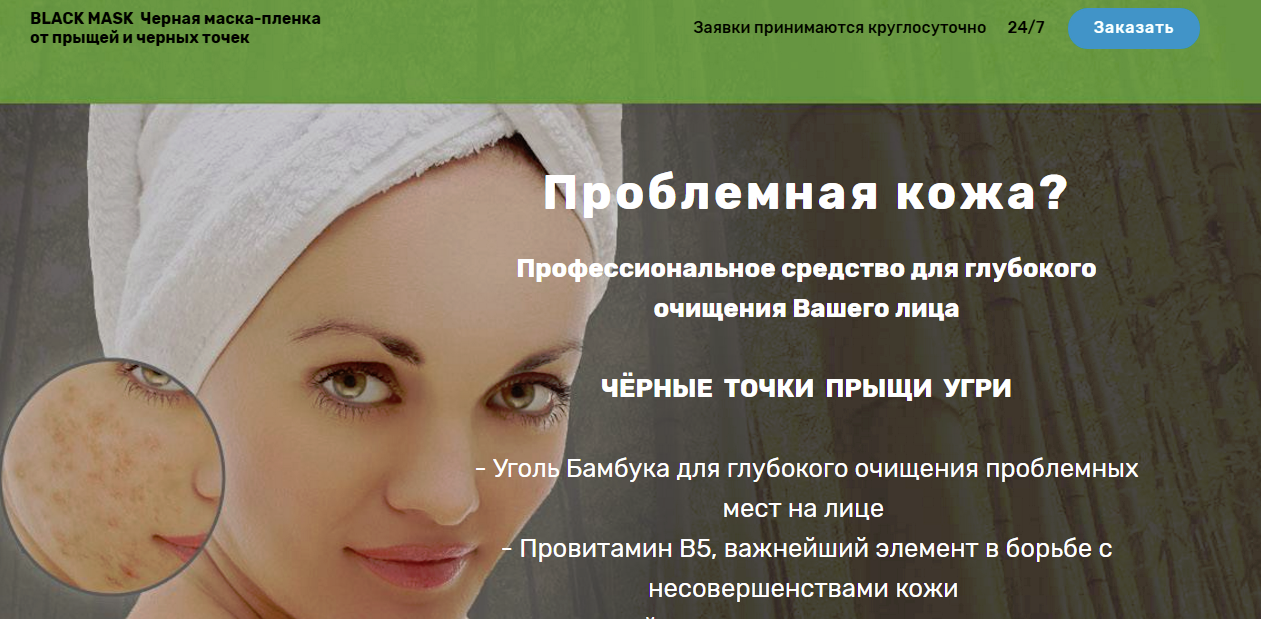 BLACK MASK Черная маска-пленка
от прыщей и черных точек
Заявки принимаются круглосуточно 24/7
Заказать
Проблемная кожа?
Профессиональное средство для глубокого
очищения Вашего лица
ЧЁРНЫЕ ТОЧКИ ПРЫЩИ УГРИ
- Уголь Бамбука для глубокого очищения проблемных
мест на лице
- Провитамин B5, важнейший элемент в борьбе с
несовершенствами кожи